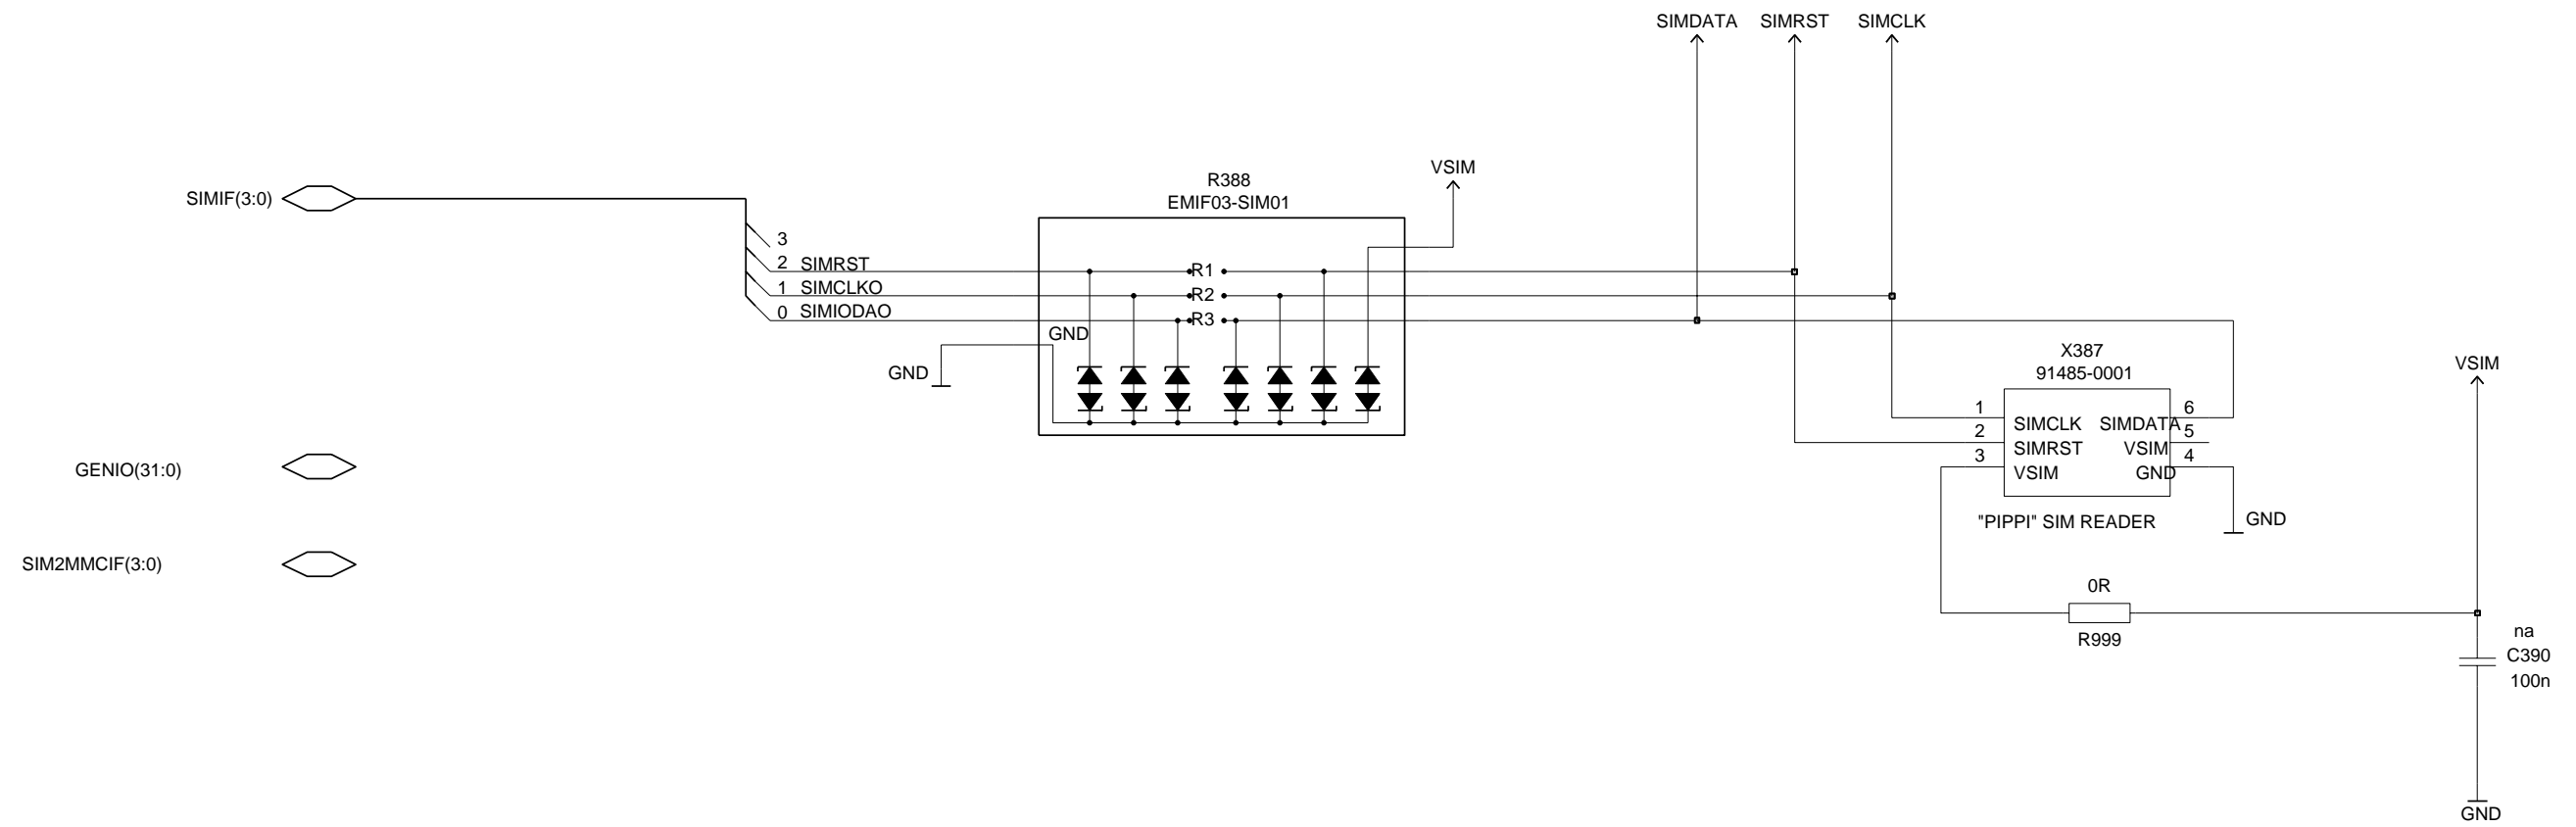 SIMDATA SIMRST SIMCLK
VSIM
R388
EMIF03-SIM01
SIMIF(3:0)
3
2 SIMRST
1 SIMCLKO
0 SIMIODAO
R1
R2
R3
GND
GND
X387
91485-0001
VSIM
1 SIMCLK SIMDATA 6
2 SIMRST VSIM 5
3 VSIM GND 4
"PIPPI" SIM READER
GND
GENIO(31:0)
SIM2MMCIF(3:0)
0R
R999
na
C390
100n
GND